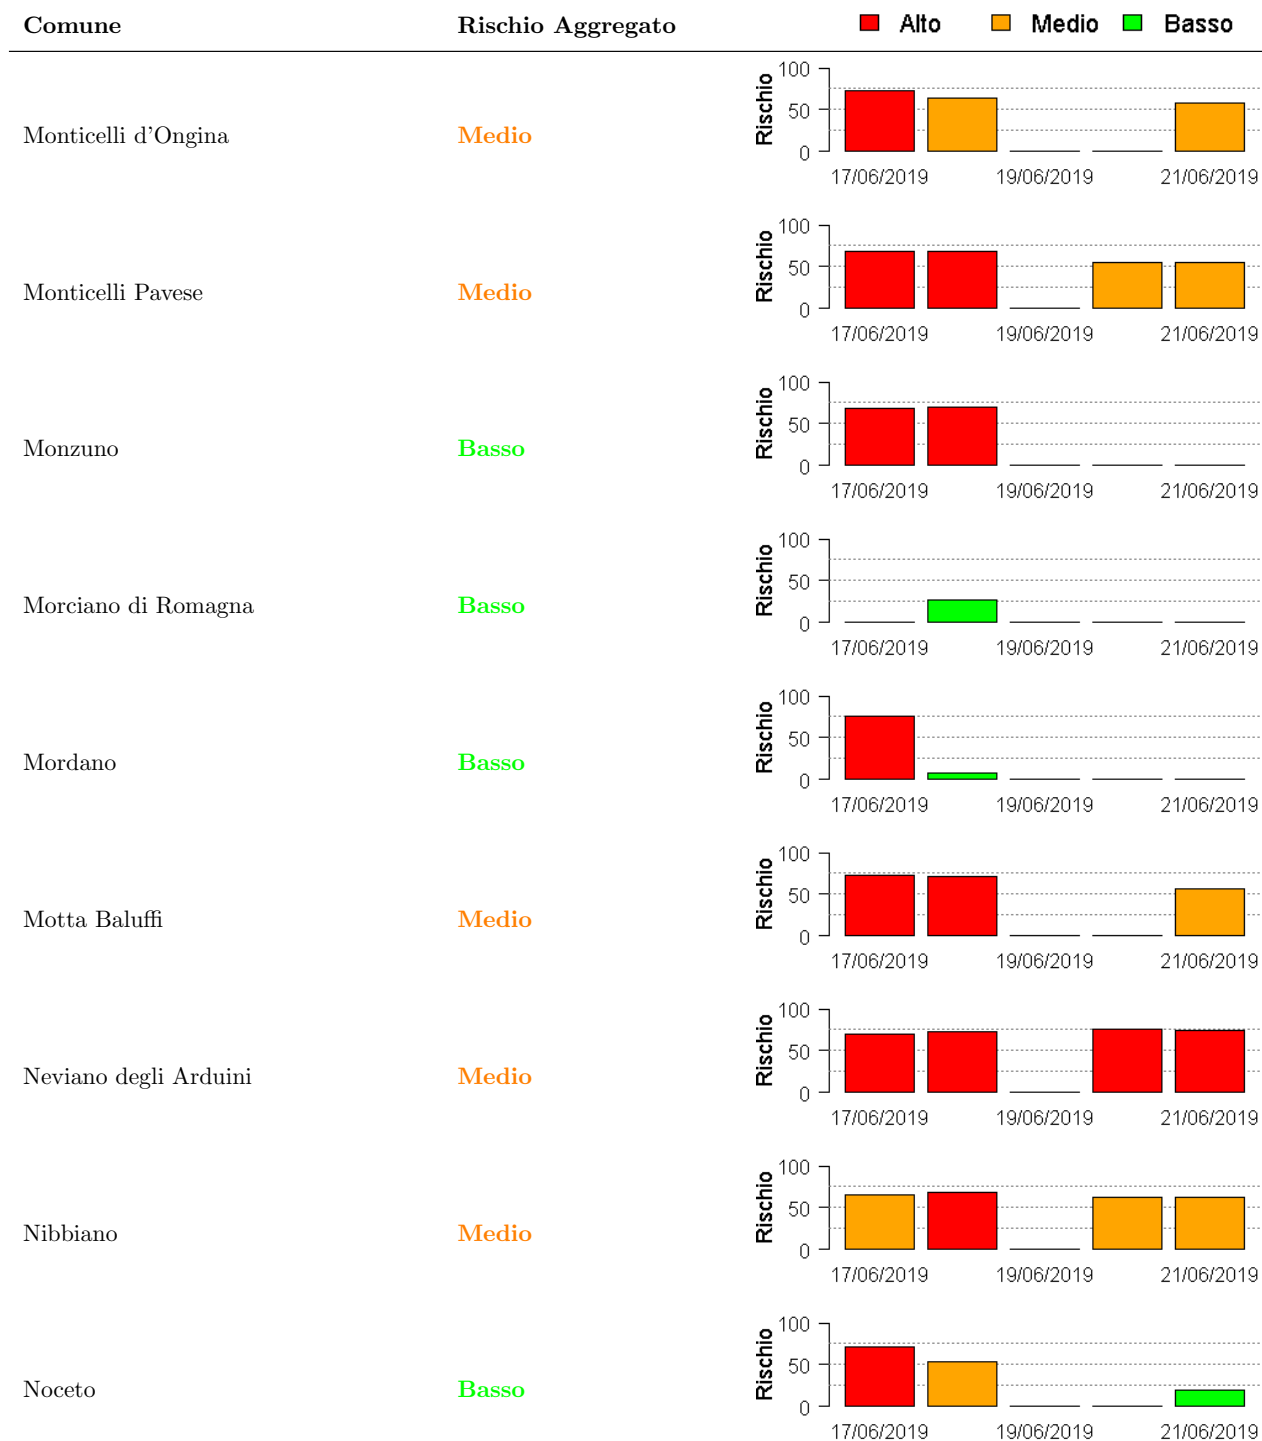 Comune Rischio Aggregato Alto Medio Basso
Monticelli d'Ongina Medio Rischio 100 50 0
17/06/2019 19/06/2019 21/06/2019
Monticelli Pavese Medio Rischio 100 50 0
17/06/2019 19/06/2019 21/06/2019
Monzuno Basso Rischio 100 50 0
17/06/2019 19/06/2019 21/06/2019
Morciano di Romagna Basso Rischio 100 50 0
17/06/2019 19/06/2019 21/06/2019
Mordano Basso Rischio 100 50 0
17/06/2019 19/06/2019 21/06/2019
Motta Baluffi Medio Rischio 100 50 0
17/06/2019 19/06/2019 21/06/2019
Neviano degli Arduini Medio Rischio 100 50 0
17/06/2019 19/06/2019 21/06/2019
Nibbiano Medio Rischio 100 50 0
17/06/2019 19/06/2019 21/06/2019
Noceto Basso Rischio 100 50 0
17/06/2019 19/06/2019 21/06/2019